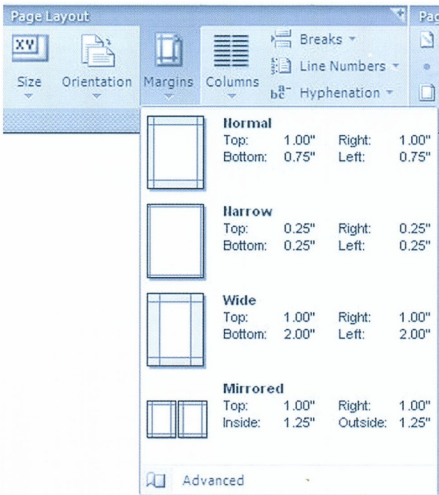 Page Layout
Pag
Size
Orientation
Margins
Columns
Breaks
Line Numbers
Hyphenation
Normal
Top: 1.00" Right: 1.00"
Bottom: 0.75" Left: 0.75"
Narrow
Top: 0.25" Right: 0.25"
Bottom: 0.25" Left: 0.25"
Wide
Top: 1.00" Right: 1.00"
Bottom: 2.00" Left: 2.00"
Mirrored
Top: 1.00" Right: 1.00"
Inside: 1.25" Outside: 1.25"
Advanced